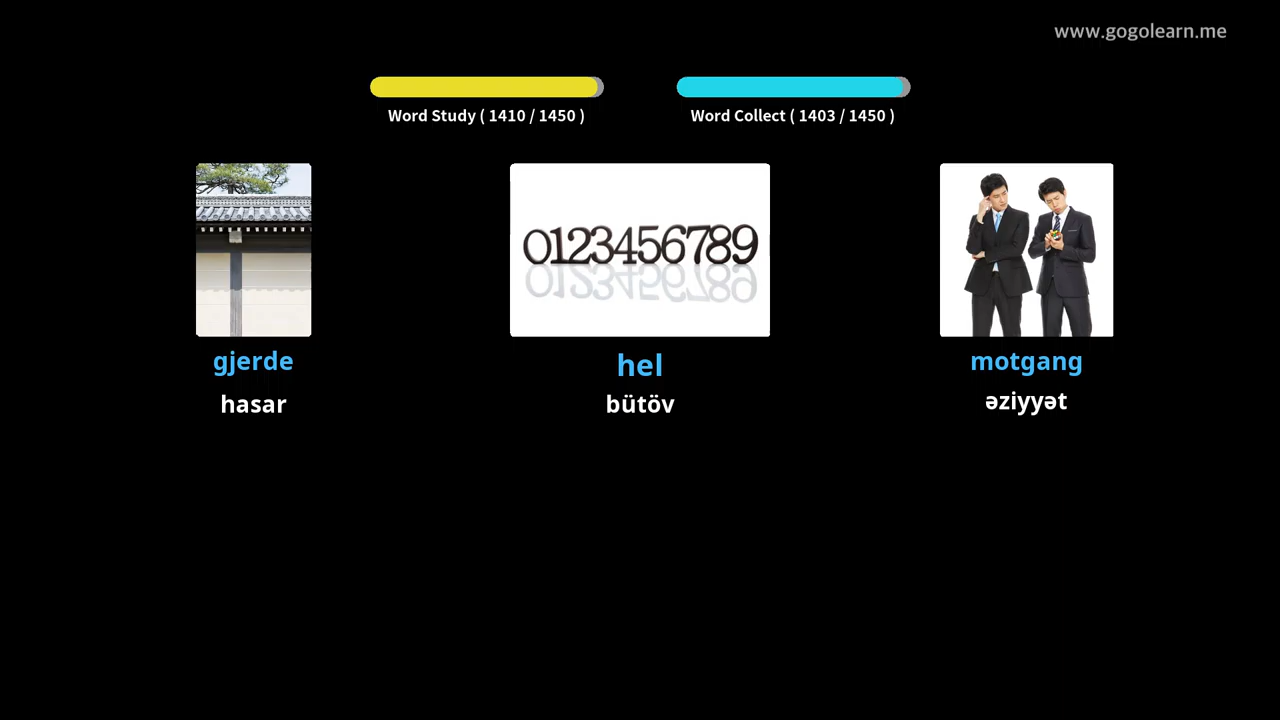 www.gogolearn.me
Word Study ( 1410 / 1450 )
Word Collect ( 1403 / 1450 )
0123456789
gjerde
hel
motgang
hasar
bütöv
əziyyət